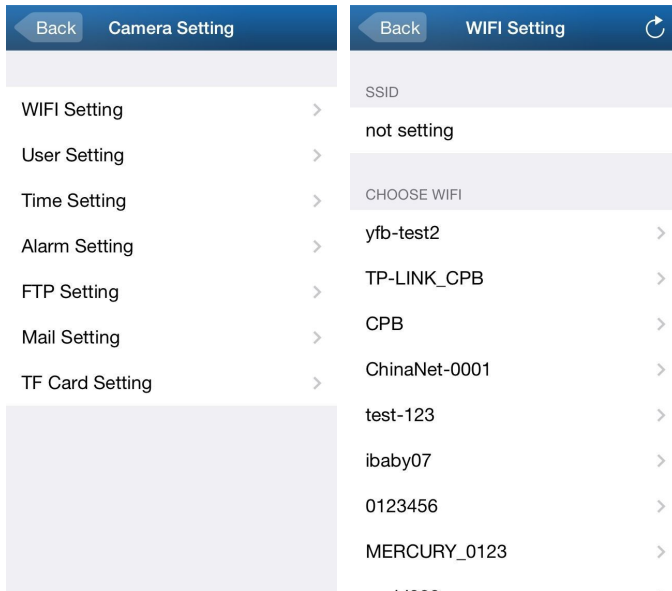 Back Camera Setting
WIFI Setting
User Setting
Time Setting
Alarm Setting
FTP Setting
Mail Setting
TF Card Setting
Back WIFI Setting
SSID
not setting
CHOOSE WIFI
yfb-test2
TP-LINK_CPB
CPB
ChinaNet-0001
test-123
ibaby07
0123456
MERCURY_0123